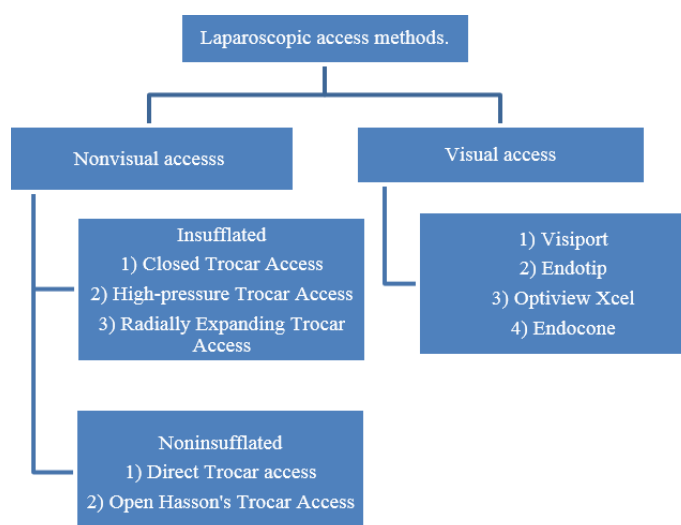 Laparoscopic access methods.
Nonvisual accesss
Visual access
Insufflated
1) Closed Trocar Access
2) High-pressure Trocar Access
3) Radially Expanding Trocar
Access
1) Visiport
2) Endotip
3) Optiview Xcel
4) Endocone
Noninsufflated
1) Direct Trocar access
2) Open Hasson's Trocar Access